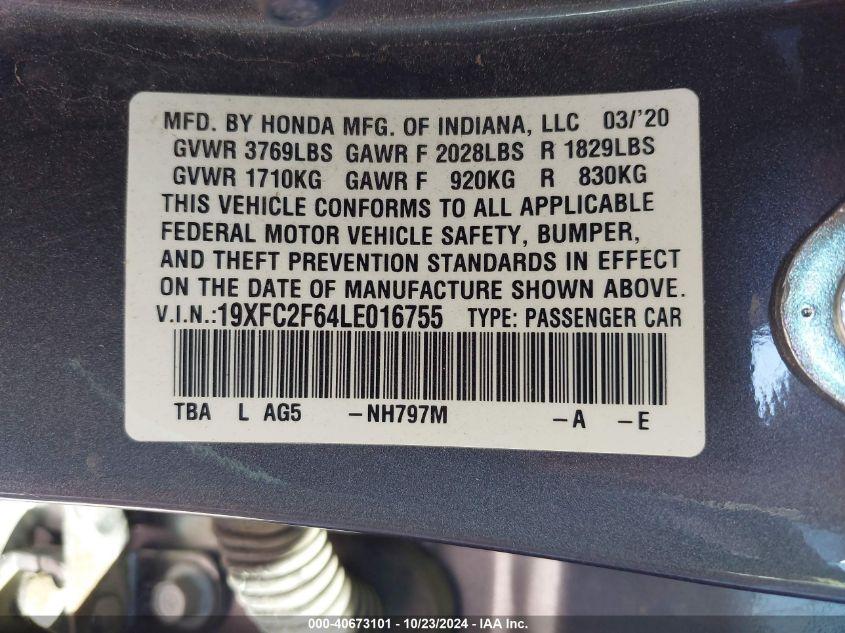 MFD. BY HONDA MFG. OF INDIANA, LLC 03/'20
GVWR 3769LBS GAWR F 2028LBS R 1829LBS
GVWR 1710KG GAWR F 920KG R 830KG
THIS VEHICLE CONFORMS TO ALL APPLICABLE
FEDERAL MOTOR VEHICLE SAFETY, BUMPER,
AND THEFT PREVENTION STANDARDS IN EFFECT
ON THE DATE OF MANUFACTURE SHOWN ABOVE.
V.I.N.:19XFC2F64LE016755 TYPE: PASSENGER CAR
TBA L AG5 -NH797M -A -E
000-40673101 - 10/23/2024 - IAA Inc.